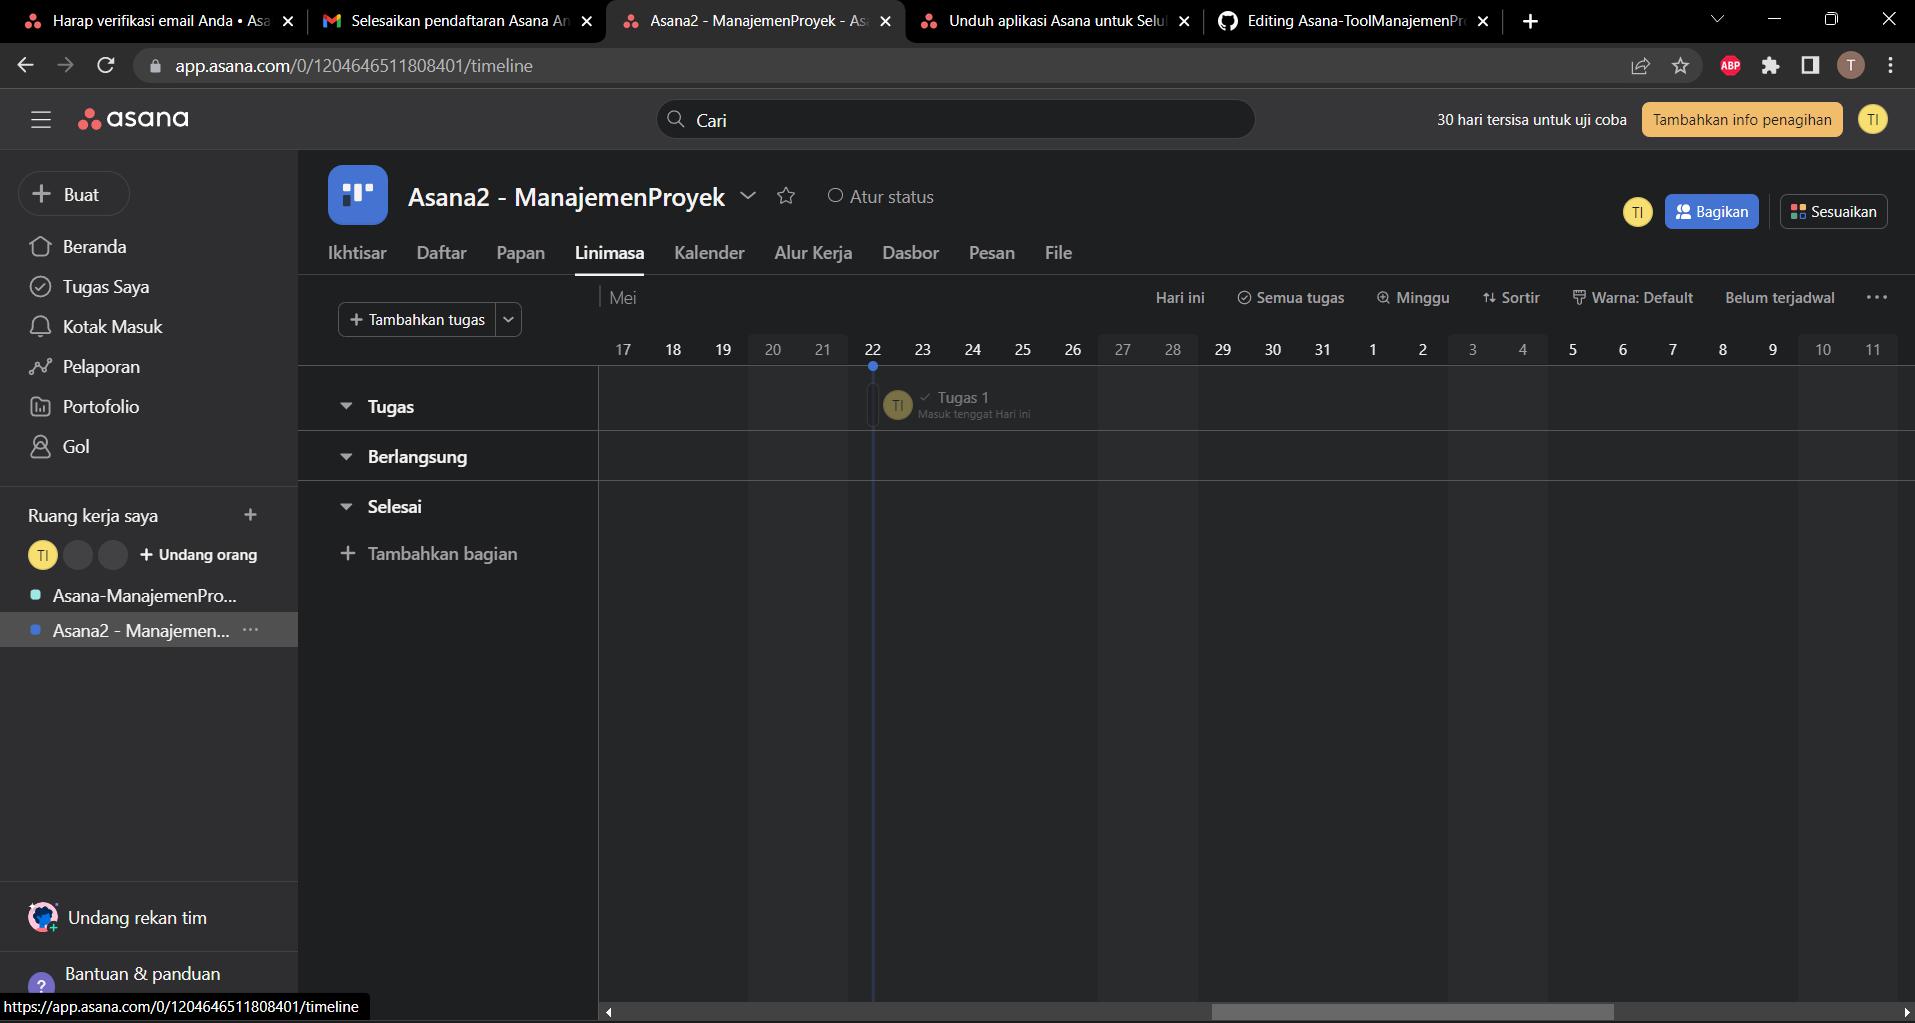 Harap verifikasi email Anda • Asa
Selesaikan pendaftaran Asana An
Asana2 - ManajemenProyek - As
Unduh aplikasi Asana untuk Selul
Editing Asana-ToolManajemenPr
app.asana.com/0/1204646511808401/timeline
ABP
T
asana
Cari
30 hari tersisa untuk uji coba
Tambahkan info penagihan
TI
Buat
Beranda
Tugas Saya
Kotak Masuk
Pelaporan
Portofolio
Gol
Ruang kerja saya
TI
Undang orang
Asana-ManajemenPro...
Asana2 - Manajemen...
Undang rekan tim
?
Bantuan & panduan
https://app.asana.com/0/1204646511808401/timeline
Asana2 - ManajemenProyek
Atur status
TI
Bagikan
Sesuaikan
Ikhtisar Daftar Papan Linimasa Kalender Alur Kerja Dasbor Pesan File
Tambahkan tugas
Mei
Hari ini
Semua tugas
Minggu
Sortir
Warna: Default
Belum terjadwal
17 18 19 20 21 22 23 24 25 26 27 28 29 30 31 1 2 3 4 5 6 7 8 9 10 11
Tugas
TI
Tugas 1
Masuk tenggat Hari ini
Berlangsung
Selesai
Tambahkan bagian